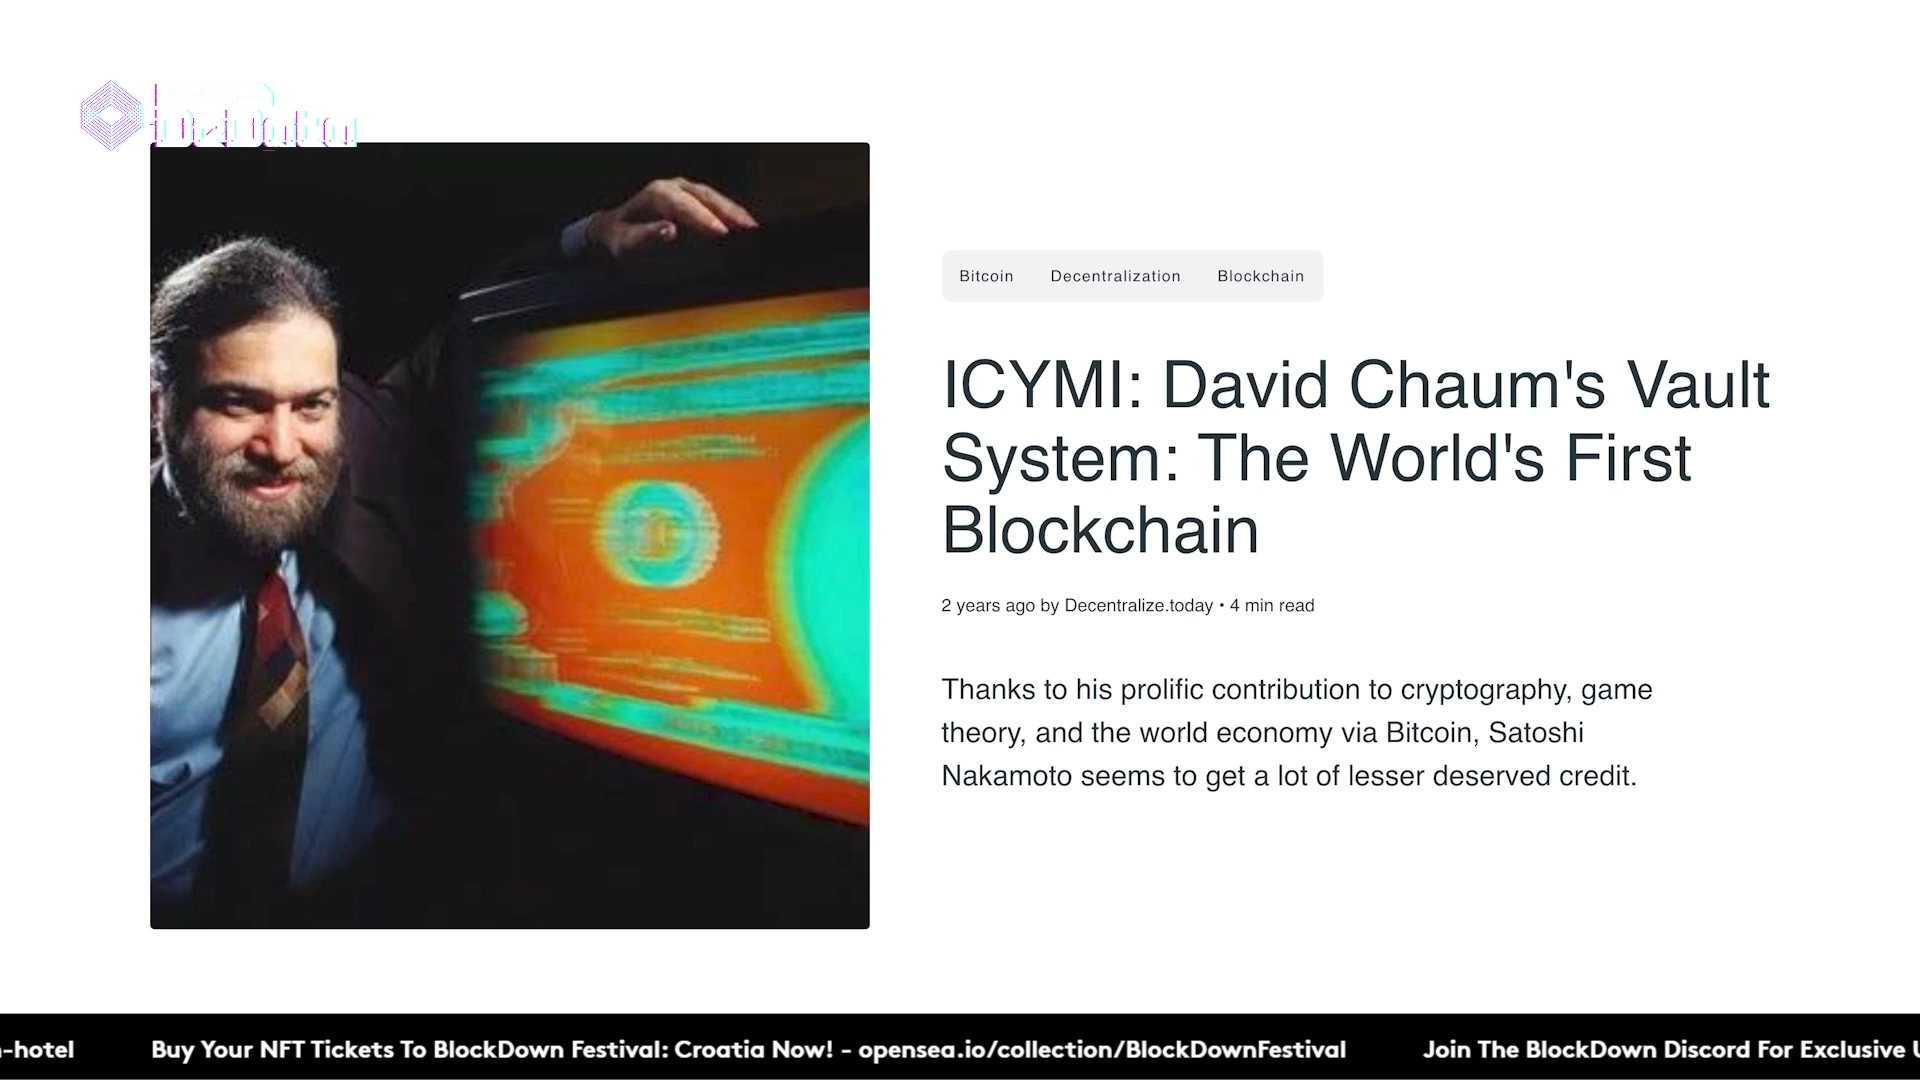 DzData
Bitcoin Decentralization Blockchain
ICYMI: David Chaum's Vault
System: The World's First
Blockchain
2 years ago by Decentralize.today • 4 min read
Thanks to his prolific contribution to cryptography, game
theory, and the world economy via Bitcoin, Satoshi
Nakamoto seems to get a lot of lesser deserved credit.
-hotel Buy Your NFT Tickets To BlockDown Festival: Croatia Now! - opensea.io/collection/BlockDownFestival Join The BlockDown Discord For Exclusive